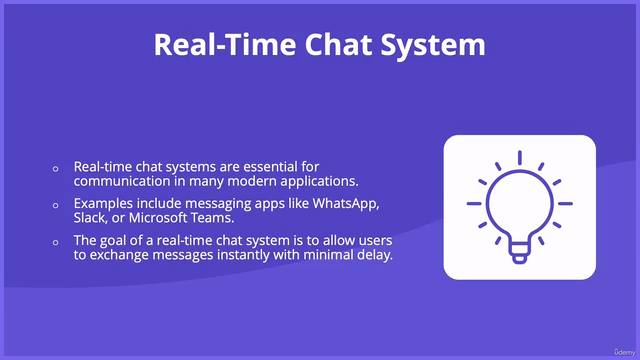 Real-Time Chat System
○ Real-time chat systems are essential for
communication in many modern applications.
○ Examples include messaging apps like WhatsApp,
Slack, or Microsoft Teams.
○ The goal of a real-time chat system is to allow users
to exchange messages instantly with minimal delay.
ûdemy